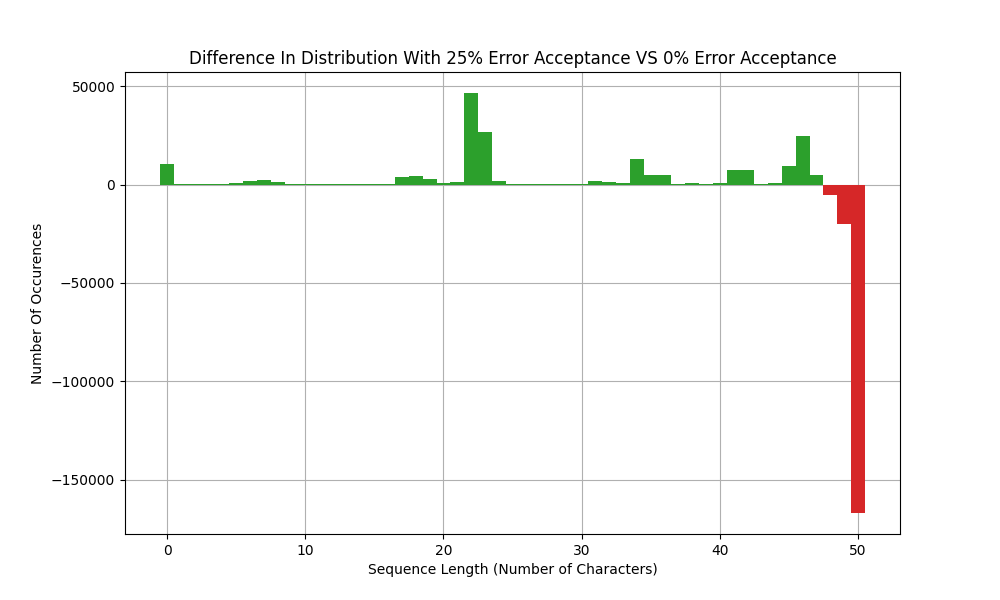 Difference In Distribution With 25% Error Acceptance VS 0% Error Acceptance
50000
0
−50000
−100000
−150000
Number Of Occurences
0 10 20 30 40 50
Sequence Length (Number of Characters)